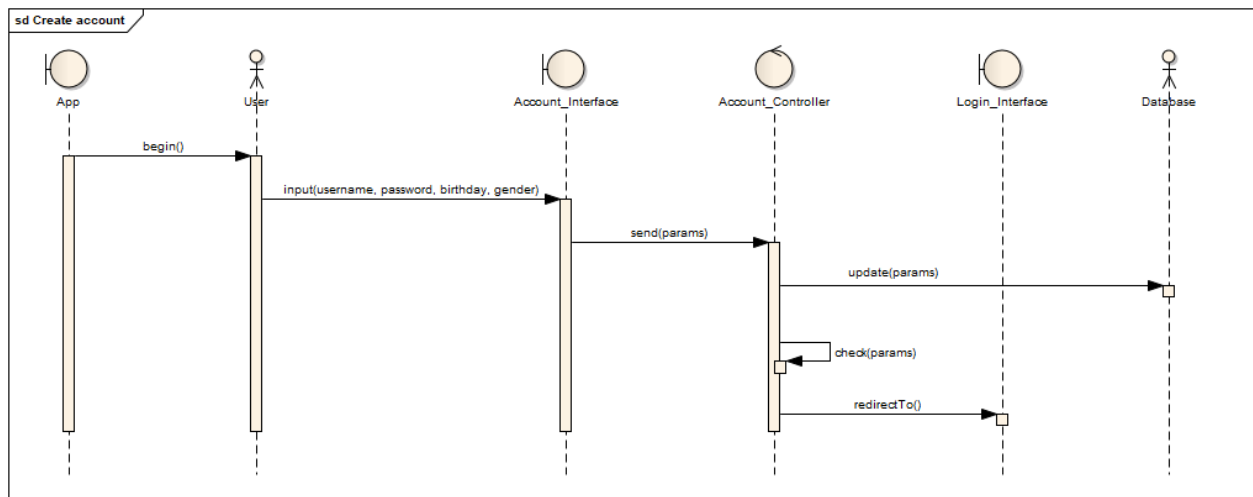 sd Create account
App
User
Account_Interface
Account_Controller
Login_Interface
Database
begin()
input(username, password, birthday, gender)
send(params)
update(params)
check(params)
redirectTo()